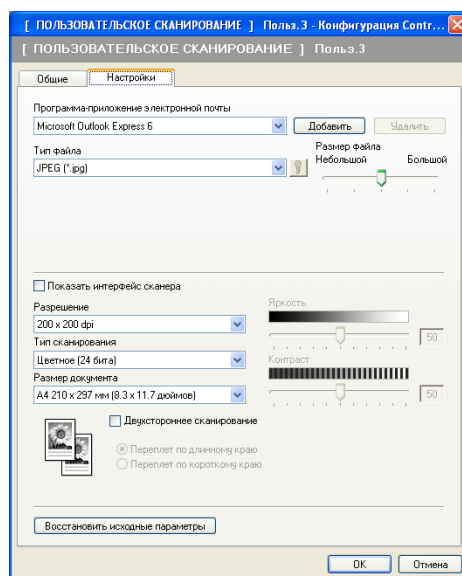 [ ПОЛЬЗОВАТЕЛЬСКОЕ СКАНИРОВАНИЕ ] Польз.3 - Конфигурация Contr...
[ ПОЛЬЗОВАТЕЛЬСКОЕ СКАНИРОВАНИЕ ] Польз.3
Общие Настройки
Программа-приложение электронной почты
Microsoft Outlook Express 6 Добавить Удалить
Тип файла Размер файла
Небольшой Большой
JPEG (*.jpg)
Показать интерфейс сканера
Разрешение Яркость
200 x 200 dpi
50
Тип сканирования
Цветное (24 бита) Контраст
Размер документа
A4 210 x 297 мм (8.3 x 11.7 дюймов) 50
Двухстороннее сканирование
Переплет по длинному краю
Переплет по короткому краю
Восстановить исходные параметры
OK Отмена